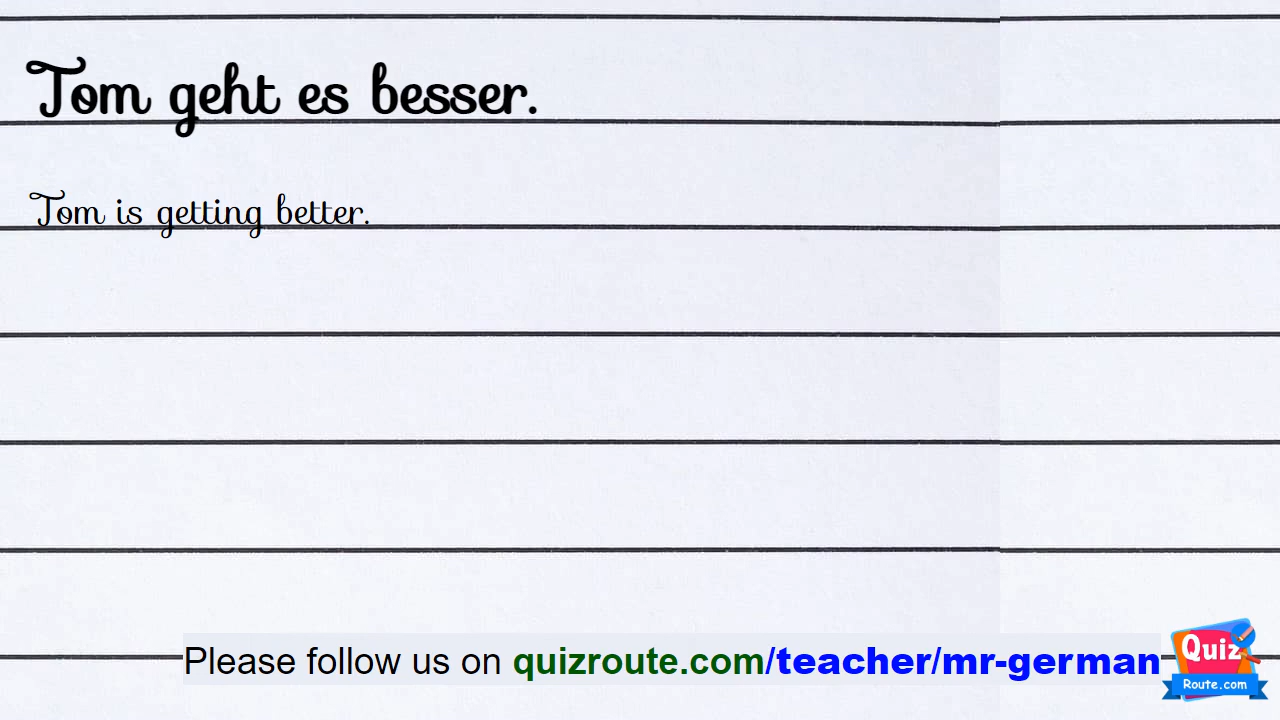 Tom geht es besser.
Tom is getting better.
Please follow us on quizroute.com/teacher/mr-german
Quiz
Route.com